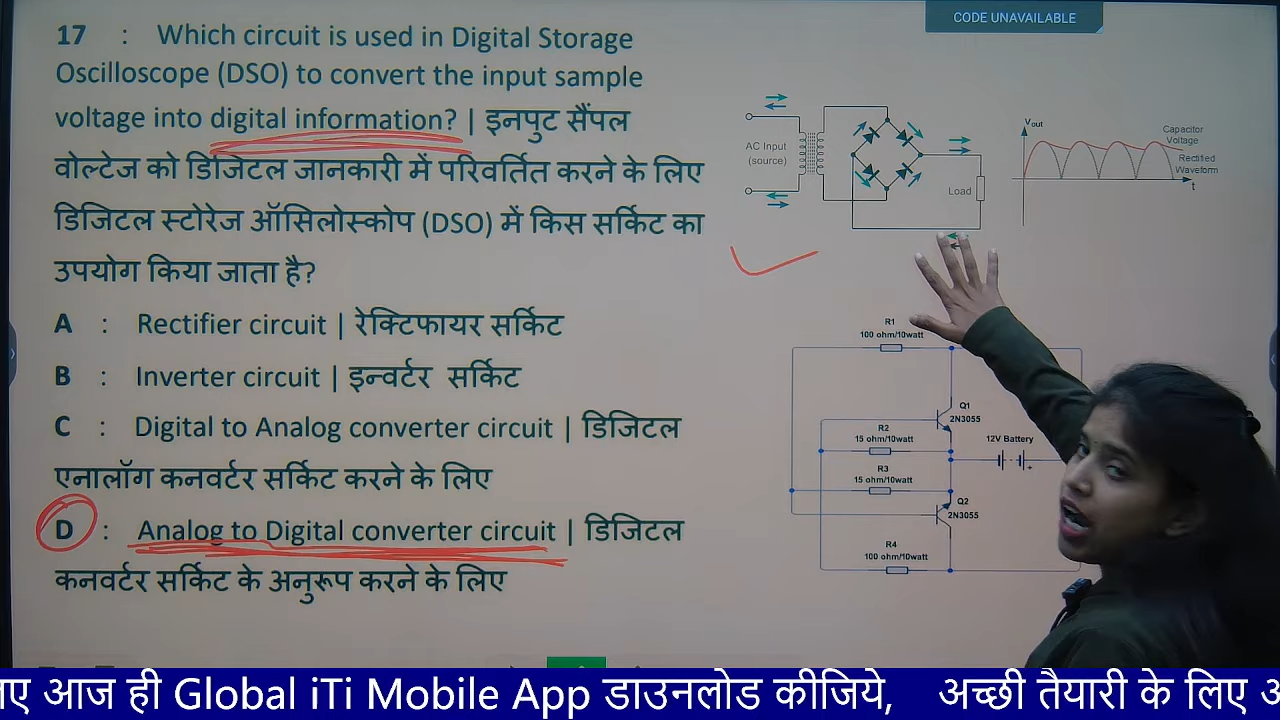 CODE UNAVAILABLE
17 : Which circuit is used in Digital Storage
Oscilloscope (DSO) to convert the input sample
voltage into digital information? | इनपुट सैंपल
वोल्टेज को डिजिटल जानकारी में परिवर्तित करने के लिए
डिजिटल स्टोरेज ऑसिलोस्कोप (DSO) में किस सर्किट का
उपयोग किया जाता है?
A : Rectifier circuit | रेक्टिफायर सर्किट
B : Inverter circuit | इन्वर्टर सर्किट
C : Digital to Analog converter circuit | डिजिटल
एनालॉग कनवर्टर सर्किट करने के लिए
D : Analog to Digital converter circuit | डिजिटल
कनवर्टर सर्किट के अनुरूप करने के लिए
AC Input
(source)
Load
Vout
Capacitor
Voltage
Rectified
Waveform
t
R1
100 ohm/10watt
Q1
2N3055
R2
15 ohm/10watt
12V Battery
+
R3
15 ohm/10watt
Q2
2N3055
R4
100 ohm/10watt
आज ही Global iTi Mobile App डाउनलोड कीजिये, अच्छी तैयारी के लिए